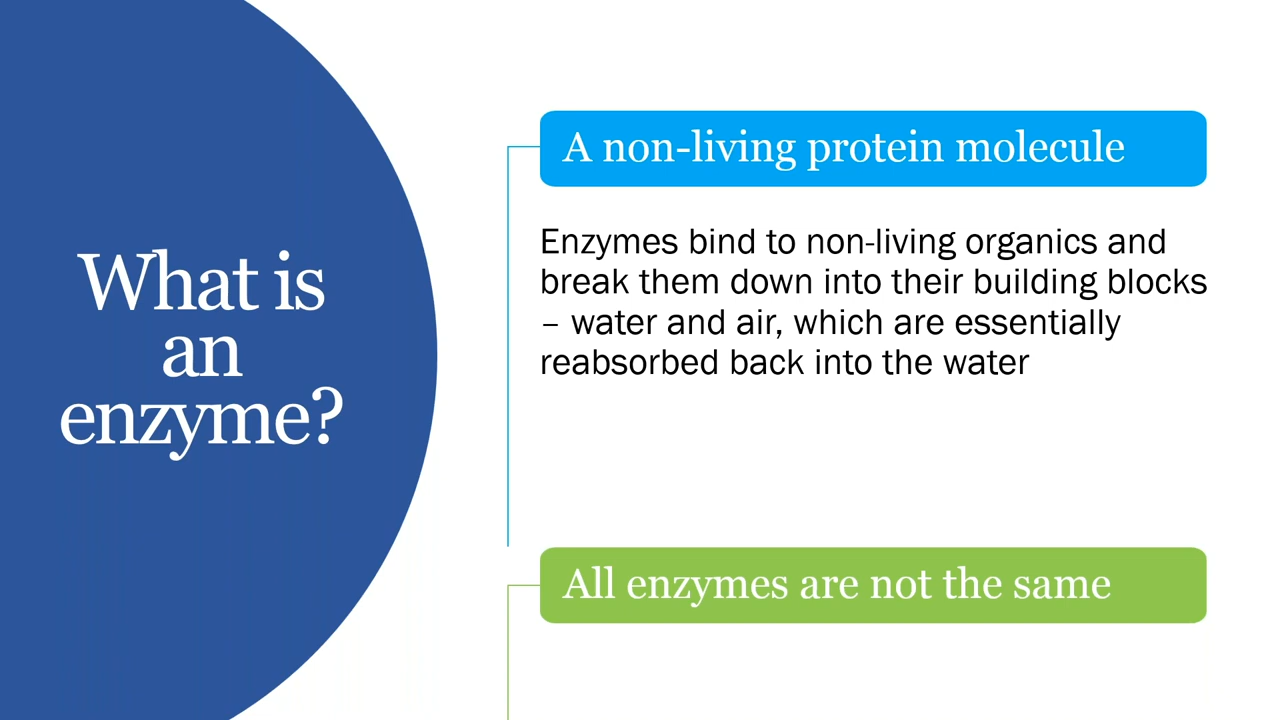 What is
an
enzyme?
A non-living protein molecule
Enzymes bind to non-living organics and
break them down into their building blocks
– water and air, which are essentially
reabsorbed back into the water
All enzymes are not the same